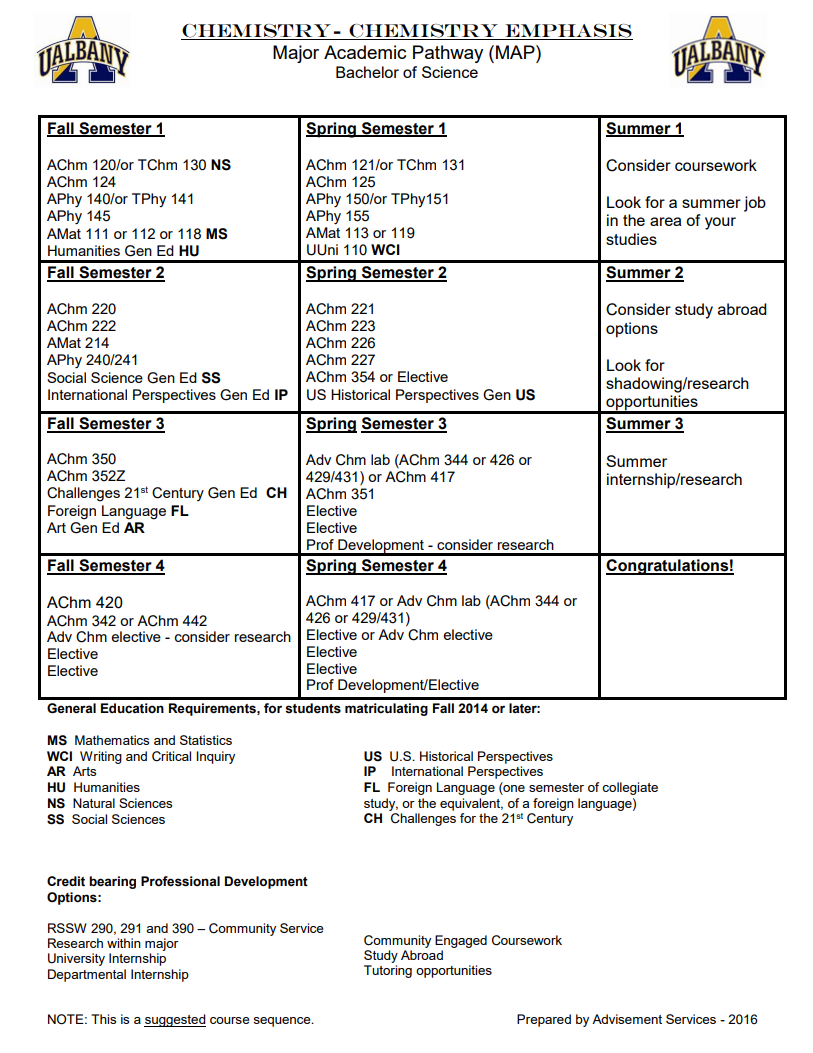 UALBANY
CHEMISTRY- CHEMISTRY EMPHASIS
UALBANY
Major Academic Pathway (MAP)
Bachelor of Science
Fall Semester 1
AChm 120/or TChm 130 NS
AChm 124
APhy 140/or TPhy 141
APhy 145
AMat 111 or 112 or 118 MS
Humanities Gen Ed HU
Spring Semester 1
AChm 121/or TChm 131
AChm 125
APhy 150/or TPhy151
APhy 155
AMat 113 or 119
UUni 110 WCI
Summer 1
Consider coursework
Look for a summer job
in the area of your
studies
Fall Semester 2
AChm 220
AChm 222
AMat 214
APhy 240/241
Social Science Gen Ed SS
International Perspectives Gen Ed IP
Spring Semester 2
AChm 221
AChm 223
AChm 226
AChm 227
AChm 354 or Elective
US Historical Perspectives Gen US
Summer 2
Consider study abroad
options
Look for
shadowing/research
opportunities
Fall Semester 3
AChm 350
AChm 352Z
Challenges 21st Century Gen Ed CH
Foreign Language FL
Art Gen Ed AR
Spring Semester 3
Adv Chm lab (AChm 344 or 426 or
429/431) or AChm 417
AChm 351
Elective
Elective
Prof Development - consider research
Summer 3
Summer
internship/research
Fall Semester 4
AChm 420
AChm 342 or AChm 442
Adv Chm elective - consider research
Elective
Elective
Spring Semester 4
AChm 417 or Adv Chm lab (AChm 344 or
426 or 429/431)
Elective or Adv Chm elective
Elective
Elective
Prof Development/Elective
Congratulations!
General Education Requirements, for students matriculating Fall 2014 or later:
MS Mathematics and Statistics
WCI Writing and Critical Inquiry
AR Arts
HU Humanities
NS Natural Sciences
SS Social Sciences
US U.S. Historical Perspectives
IP International Perspectives
FL Foreign Language (one semester of collegiate
study, or the equivalent, of a foreign language)
CH Challenges for the 21st Century
Credit bearing Professional Development
Options:
RSSW 290, 291 and 390 – Community Service
Research within major
University Internship
Departmental Internship
Community Engaged Coursework
Study Abroad
Tutoring opportunities
NOTE: This is a suggested course sequence.
Prepared by Advisement Services - 2016